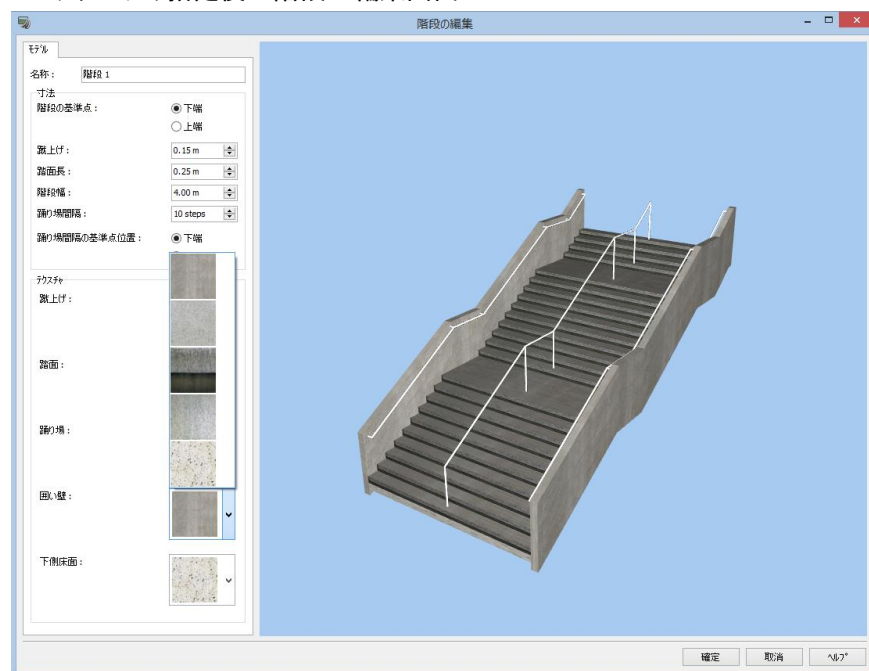 階段の編集
ﾓﾃﾞﾙ
名称： 階段 1
寸法
階段の基準点： 下端
上端
蹴上げ： 0.15 m
踏面長： 0.25 m
階段幅： 4.00 m
踊り場間隔： 10 steps
踊り場間隔の基準点位置： 下端
ﾃｸｽﾁｬ
蹴上げ：
踏面：
踊り場：
囲い壁：
下側床面：
確定 取消 ﾍﾙﾌﾟ